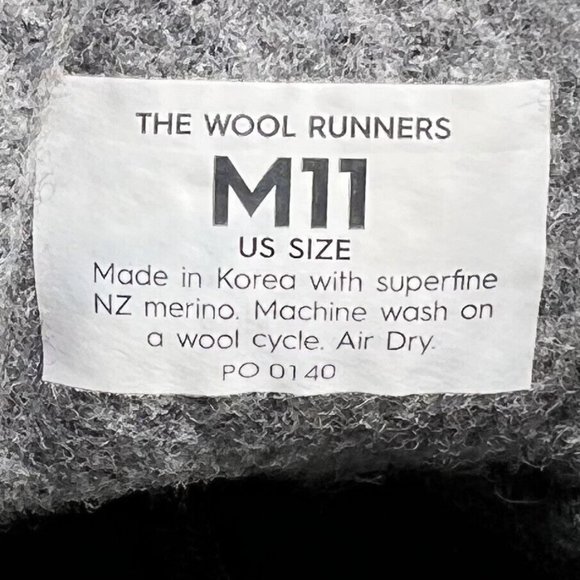 THE WOOL RUNNERS
M11
US SIZE
Made in Korea with superfine
NZ merino. Machine wash on
a wool cycle. Air Dry.
PO 0140